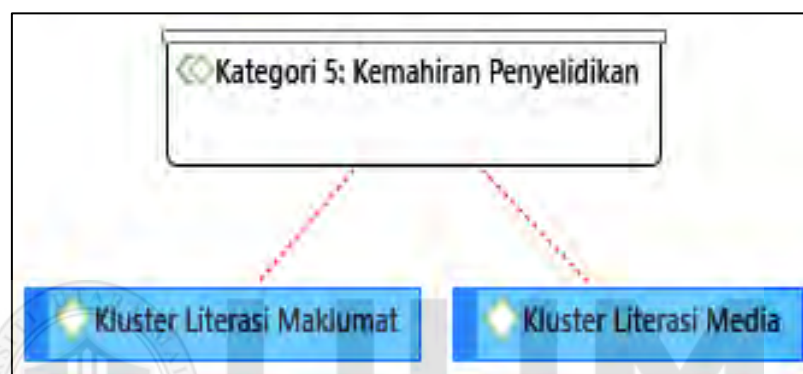 Kategori 5: Kemahiran Penyelidikan
Kluster Literasi Maklumat
Kluster Literasi Media